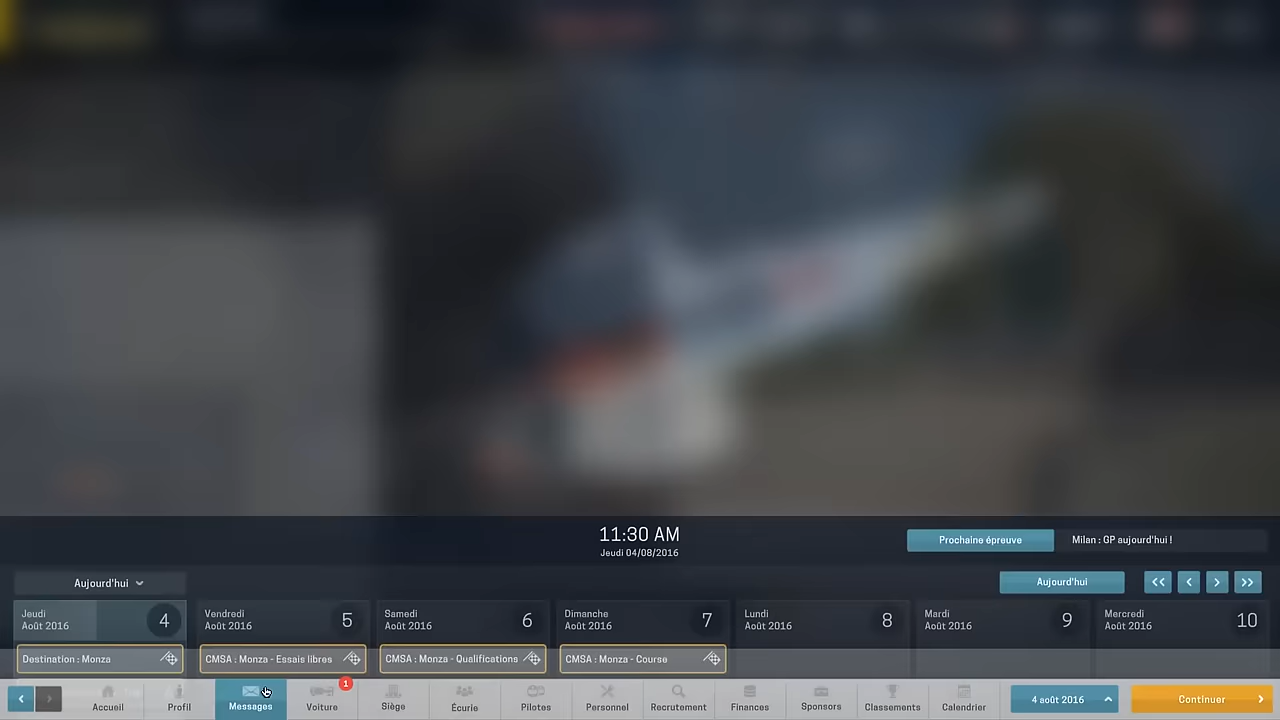 11:30 AM
Jeudi 04/08/2016
Prochaine épreuve
Milan : GP aujourd'hui !
Aujourd'hui
Aujourd'hui
Jeudi
Août 2016
4
Vendredi
Août 2016
5
Samedi
Août 2016
6
Dimanche
Août 2016
7
Lundi
Août 2016
8
Mardi
Août 2016
9
Mercredi
Août 2016
10
Destination : Monza
CMSA : Monza - Essais libres
CMSA : Monza - Qualifications
CMSA : Monza - Course
Accueil
Profil
Messages
1
Voiture
Siège
Écurie
Pilotes
Personnel
Recrutement
Finances
Sponsors
Classements
Calendrier
4 août 2016
Continuer